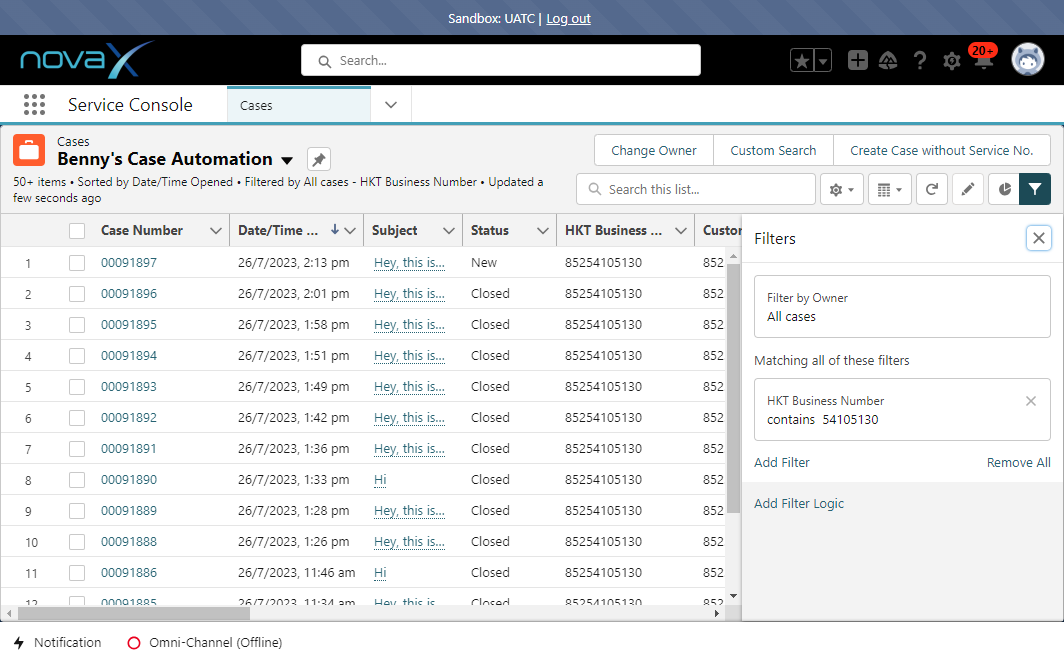 Sandbox: UATC | Log out
novaX
Search...
20+
Service Console
Cases
Cases
Benny's Case Automation
50+ items • Sorted by Date/Time Opened • Filtered by All cases - HKT Business Number • Updated a
few seconds ago
Change Owner
Custom Search
Create Case without Service No.
Search this list...
Case Number Date/Time ... Subject Status HKT Business ... Custor
1 00091897 26/7/2023, 2:13 pm Hey, this is... New 85254105130 852
2 00091896 26/7/2023, 2:01 pm Hey, this is... Closed 85254105130 852
3 00091895 26/7/2023, 1:58 pm Hey, this is... Closed 85254105130 852
4 00091894 26/7/2023, 1:51 pm Hey, this is... Closed 85254105130 852
5 00091893 26/7/2023, 1:49 pm Hey, this is... Closed 85254105130 852
6 00091892 26/7/2023, 1:42 pm Hey, this is... Closed 85254105130 852
7 00091891 26/7/2023, 1:36 pm Hey, this is... Closed 85254105130 852
8 00091890 26/7/2023, 1:33 pm Hi Closed 85254105130 852
9 00091889 26/7/2023, 1:28 pm Hey, this is... Closed 85254105130 852
10 00091888 26/7/2023, 1:26 pm Hey, this is... Closed 85254105130 852
11 00091886 26/7/2023, 11:46 am Hi Closed 85254105130 852
12 00091885 26/7/2023, 11:34 am Hey, this is... Closed 85254105130 852
Filters
Filter by Owner
All cases
Matching all of these filters
HKT Business Number
contains 54105130
Add Filter
Remove All
Add Filter Logic
Notification
Omni-Channel (Offline)